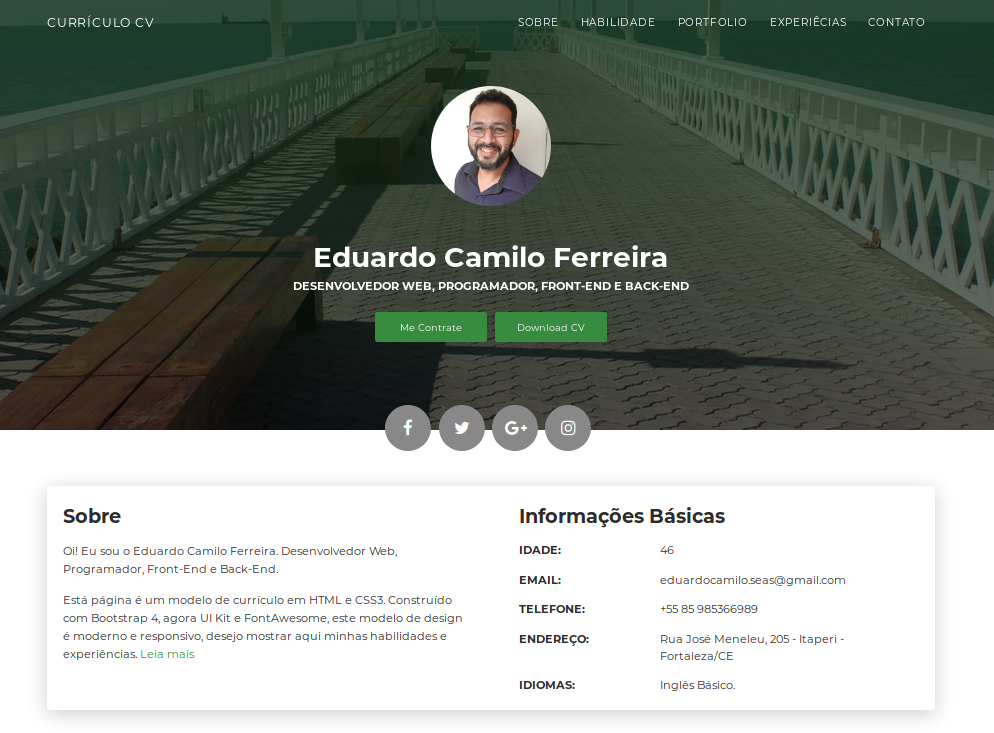 CURRÍCULO CV
SOBRE HABILIDADE PORTFOLIO EXPERIÊCIAS CONTATO
Eduardo Camilo Ferreira
DESENVOLVEDOR WEB, PROGRAMADOR, FRONT-END E BACK-END
Me Contrate Download CV
Sobre
Oi! Eu sou o Eduardo Camilo Ferreira. Desenvolvedor Web,
Programador, Front-End e Back-End.
Está página é um modelo de currículo em HTML e CSS3. Construído
com Bootstrap 4, agora UI Kit e FontAwesome, este modelo de design
é moderno e responsivo, desejo mostrar aqui minhas habilidades e
experiências. Leia mais
Informações Básicas
IDADE: 46
EMAIL: eduardocamilo.seas@gmail.com
TELEFONE: +55 85 985366989
ENDEREÇO: Rua José Meneleu, 205 - Itaperi -
Fortaleza/CE
IDIOMAS: Inglês Básico.